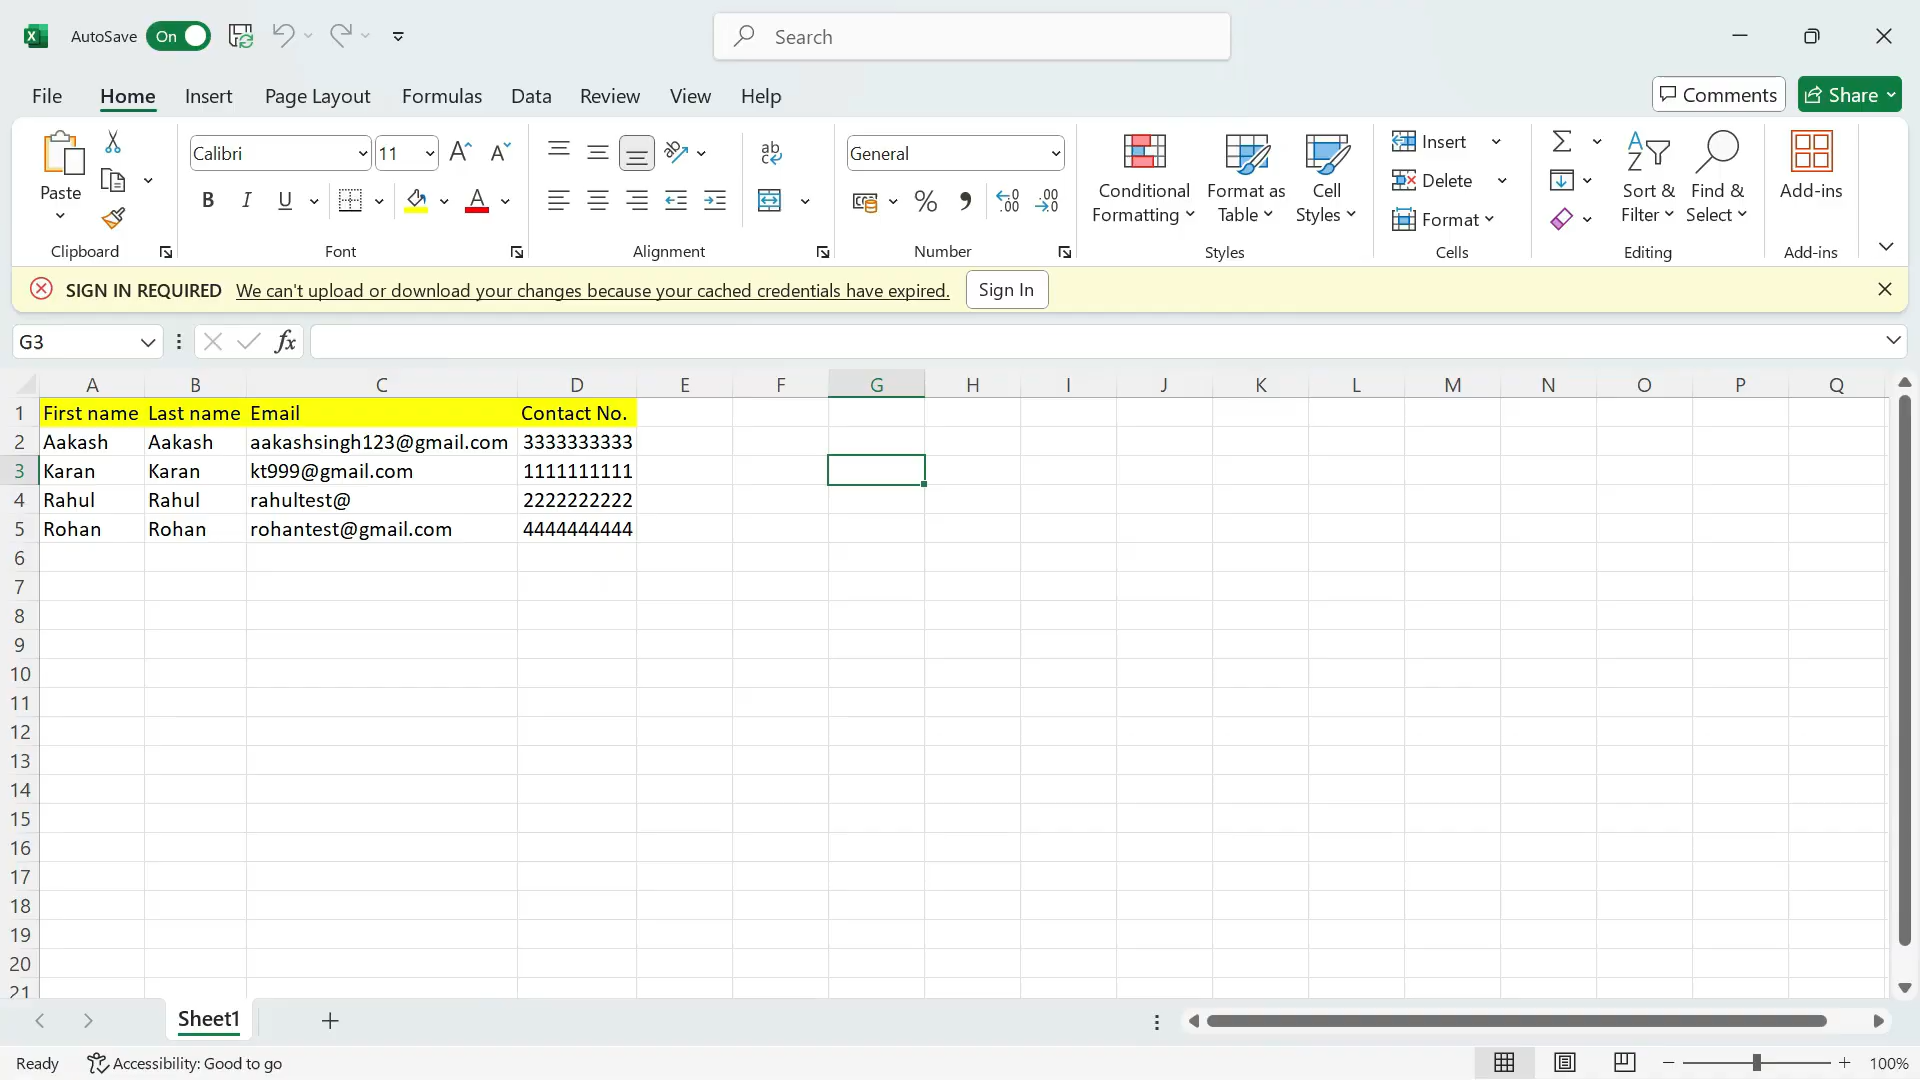 AutoSave On Search
File Home Insert Page Layout Formulas Data Review View Help Comments Share
Paste Calibri 11 General Conditional Formatting Format as Table Cell Styles Insert Delete Format Sort & Filter Find & Select Add-ins
Clipboard Font Alignment Number Styles Cells Editing Add-ins
SIGN IN REQUIRED We can't upload or download your changes because your cached credentials have expired. Sign In
G3 fx
A B C D E F G H I J K L M N O P Q
1 First name Last name Email Contact No.
2 Aakash Aakash aakashsingh123@gmail.com 3333333333
3 Karan Karan kt999@gmail.com 1111111111
4 Rahul Rahul rahultest@ 2222222222
5 Rohan Rohan rohantest@gmail.com 4444444444
6
7
8
9
10
11
12
13
14
15
16
17
18
19
20
21
Sheet1
Ready Accessibility: Good to go 100%